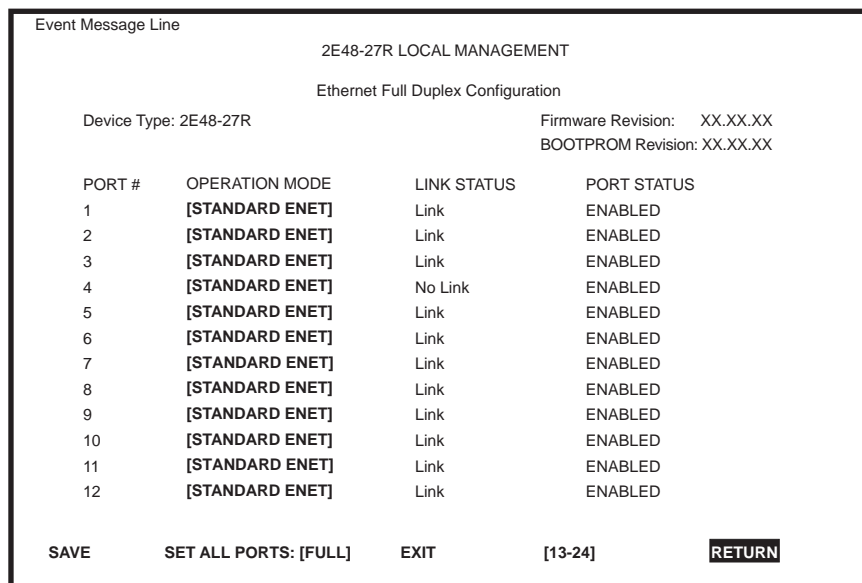 Event Message Line
2E48-27R LOCAL MANAGEMENT
Ethernet Full Duplex Configuration
Device Type: 2E48-27R Firmware Revision: XX.XX.XX
BOOTPROM Revision: XX.XX.XX
PORT # OPERATION MODE LINK STATUS PORT STATUS
1 [STANDARD ENET] Link ENABLED
2 [STANDARD ENET] Link ENABLED
3 [STANDARD ENET] Link ENABLED
4 [STANDARD ENET] No Link ENABLED
5 [STANDARD ENET] Link ENABLED
6 [STANDARD ENET] Link ENABLED
7 [STANDARD ENET] Link ENABLED
8 [STANDARD ENET] Link ENABLED
9 [STANDARD ENET] Link ENABLED
10 [STANDARD ENET] Link ENABLED
11 [STANDARD ENET] Link ENABLED
12 [STANDARD ENET] Link ENABLED
SAVE SET ALL PORTS: [FULL] EXIT [13-24] RETURN